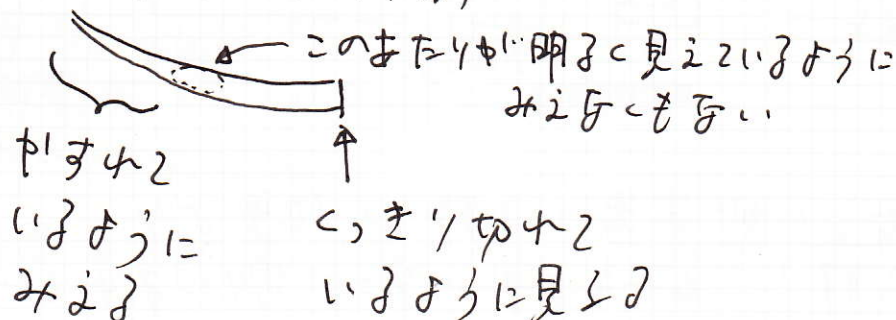 このあたりが明るく見えているように
みえなくもない
かすれて
いるように
みえる
くっきり切れて
いるように見える